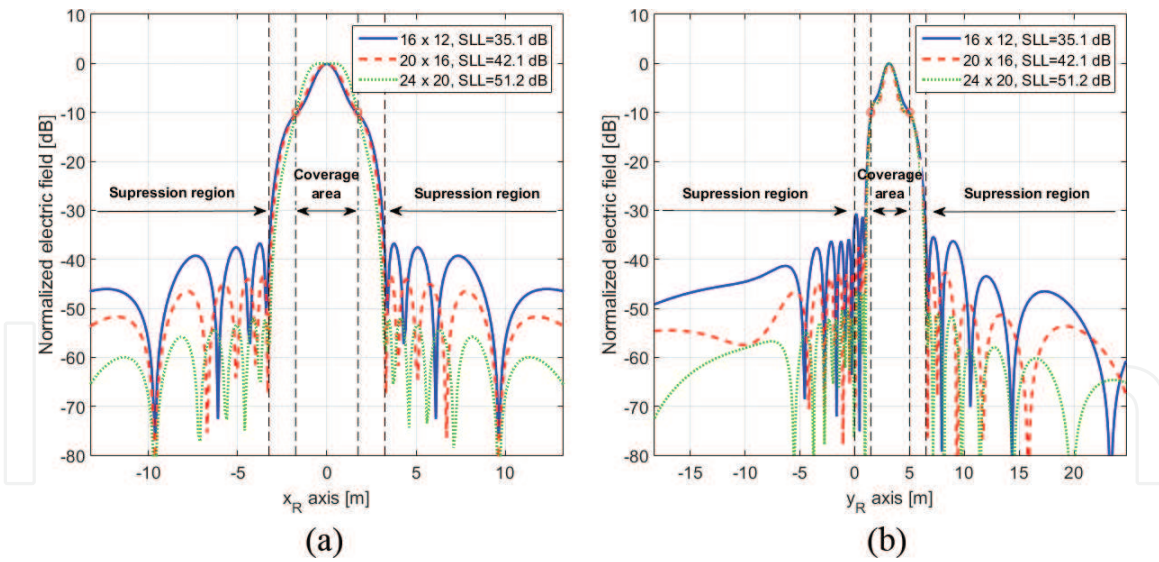 16 x 12, SLL=35.1 dB
20 x 16, SLL=42.1 dB
24 x 20, SLL=51.2 dB
Normalized electric field [dB]
0
-10
-20
-30
-40
-50
-60
-70
-80
Supression region
Coverage area
Supression region
-10
-5
0
5
10
x_R axis [m]
(a)
16 x 12, SLL=35.1 dB
20 x 16, SLL=42.1 dB
24 x 20, SLL=51.2 dB
Normalized electric field [dB]
0
-10
-20
-30
-40
-50
-60
-70
-80
Supression region
Coverage area
Supression region
-15
-10
-5
0
5
10
15
20
y_R axis [m]
(b)